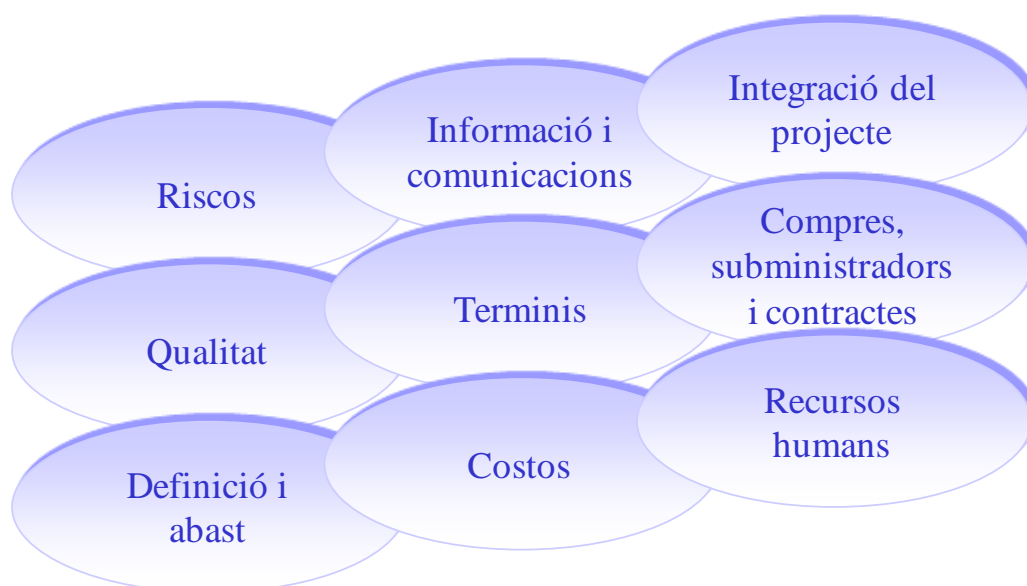 Integració del
projecte
Informació i
comunicacions
Riscos
Compres,
subministradors
i contractes
Terminis
Qualitat
Recursos
humans
Costos
Definició i
abast